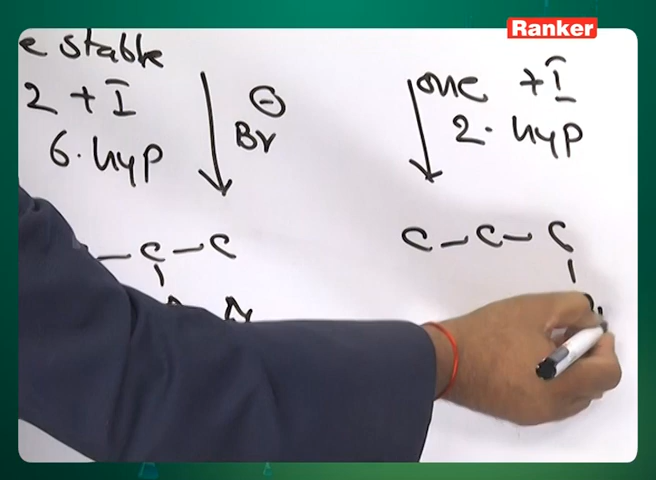 Ranker
e stable
2 + I
6. hyp
Br
one + I
2. hyp
— C — C
C — C — C